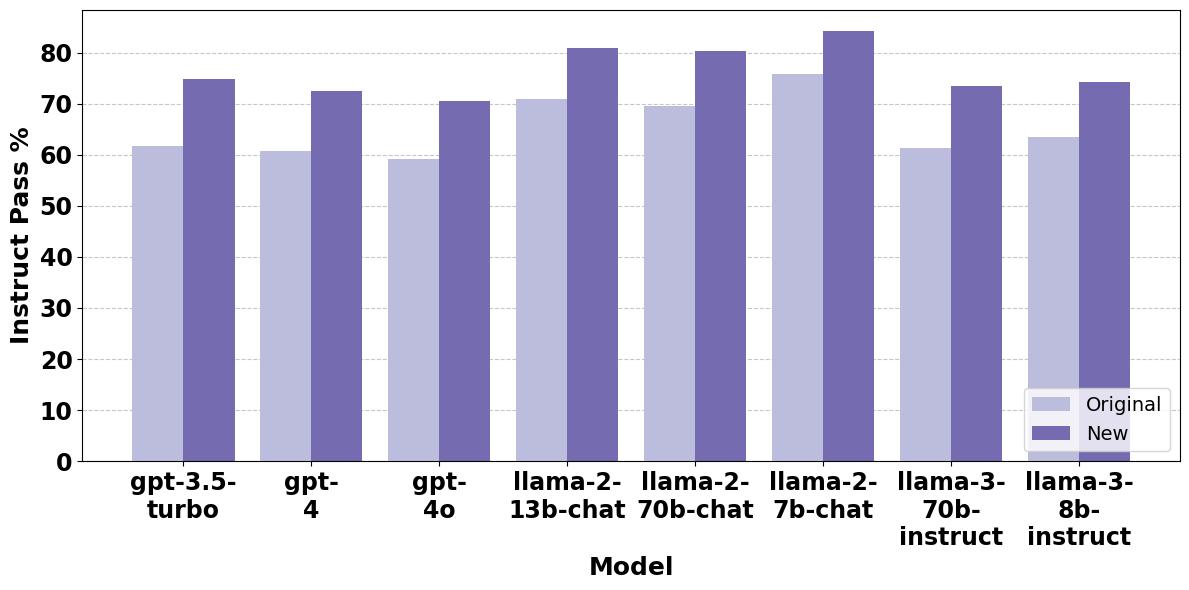 Instruct Pass %
80
70
60
50
40
30
20
10
0
Original
New
gpt-3.5-
turbo
gpt-
4
gpt-
4o
llama-2-
13b-chat
llama-2-
70b-chat
llama-2-
7b-chat
llama-3-
70b-
instruct
llama-3-
8b-
instruct
Model